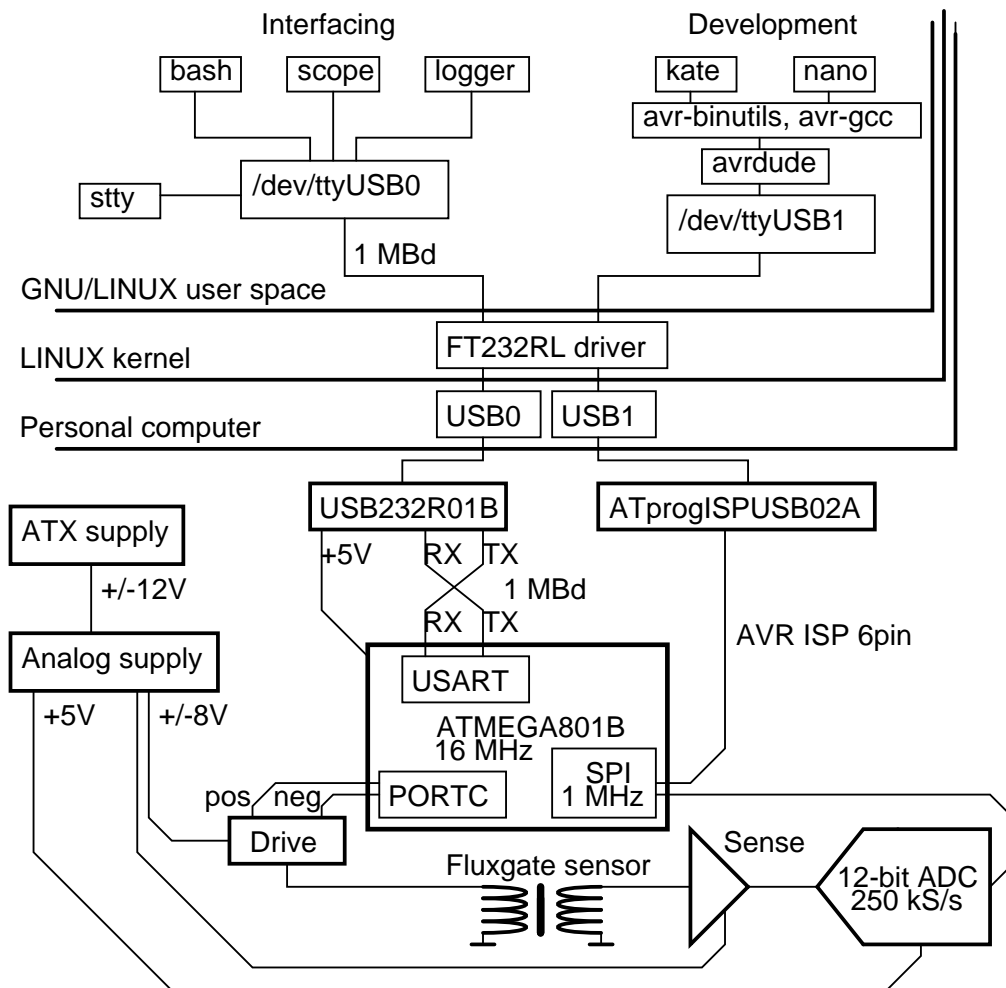 Interfacing
Development
bash
scope
logger
kate
nano
avr-binutils, avr-gcc
avrdude
stty
/dev/ttyUSB0
/dev/ttyUSB1
1 MBd
GNU/LINUX user space
FT232RL driver
LINUX kernel
USB0
USB1
Personal computer
USB232R01B
ATprogISPUSB02A
ATX supply
+5V
RX
TX
+/-12V
1 MBd
RX
TX
AVR ISP 6pin
Analog supply
USART
+5V
+/-8V
ATMEGA801B
16 MHz
SPI
1 MHz
pos
neg
PORTC
Drive
Sense
Fluxgate sensor
12-bit ADC
250 kS/s